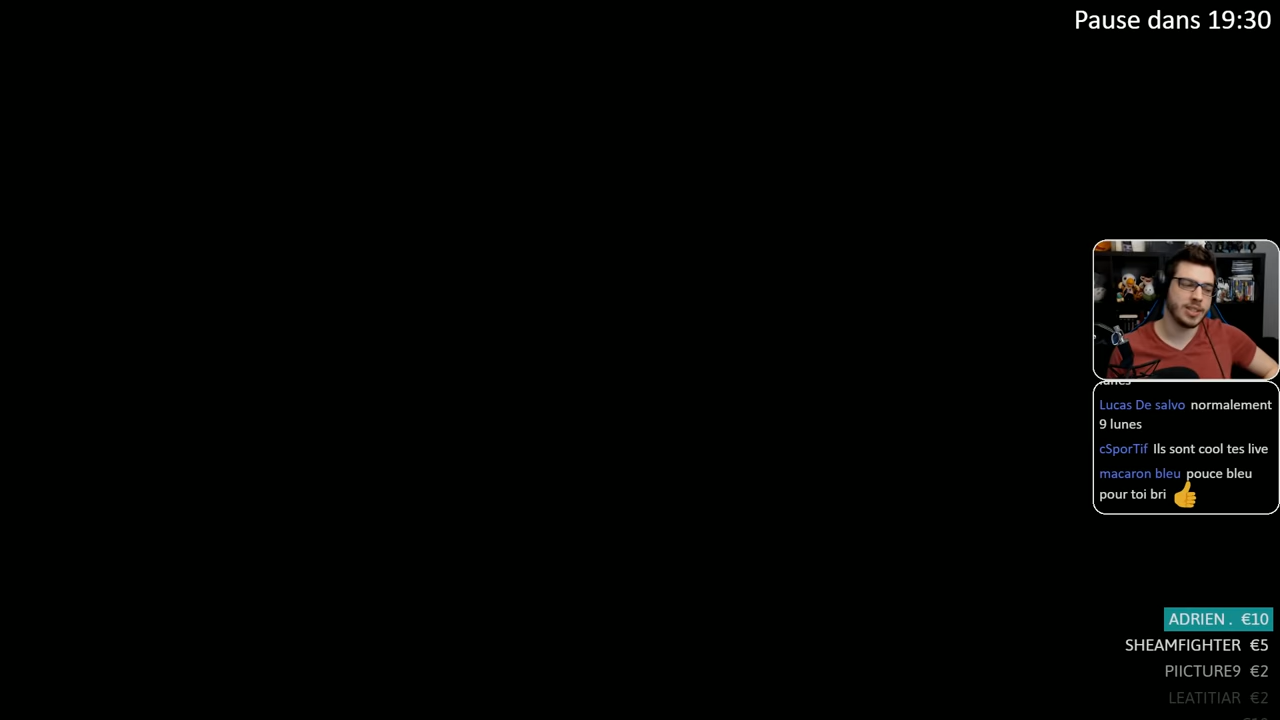 Pause dans 19:30
lunes
Lucas De salvo normalement
9 lunes
cSporTif Ils sont cool tes live
macaron bleu pouce bleu
pour toi bri 👍
ADRIEN . €10
SHEAMFIGHTER €5
PIICTURE9 €2
LEATITIAR €2